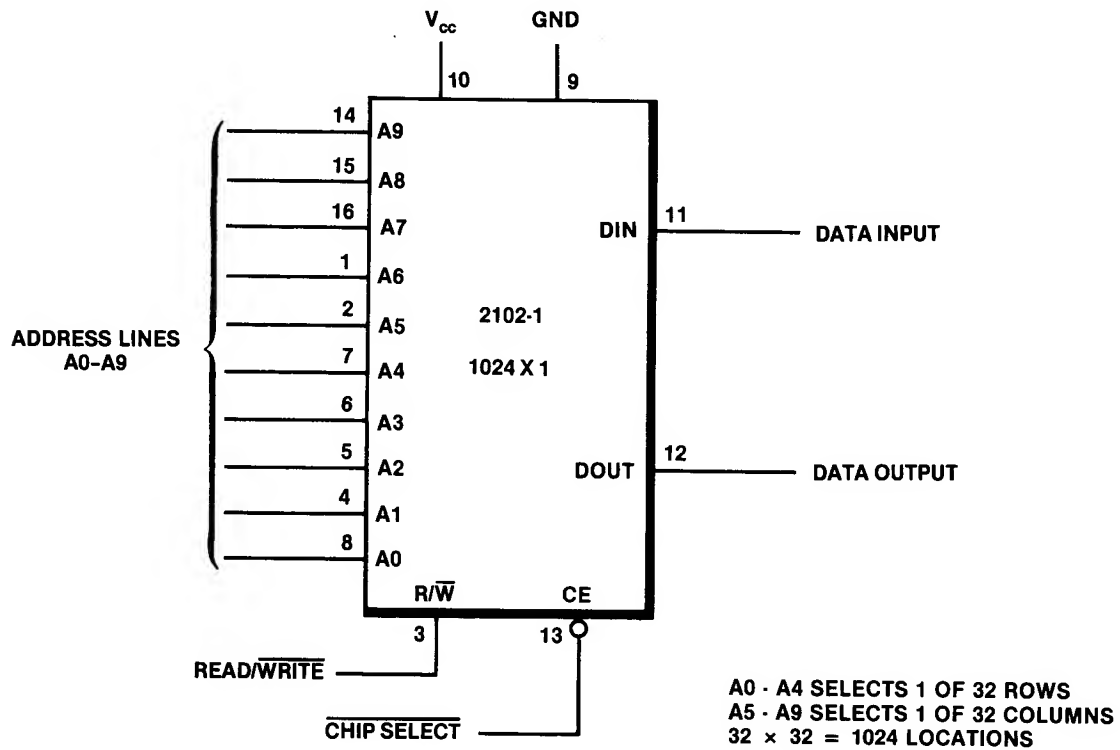 Vcc
GND
10
9
14 A9
15 A8
16 A7
1 A6
2 A5
7 A4
6 A3
5 A2
4 A1
8 A0
ADDRESS LINES
A0-A9
2102-1
1024 X 1
DIN 11 DATA INPUT
DOUT 12 DATA OUTPUT
R/W̅
CE
3
13
READ/W̅R̅I̅T̅E̅
C̅H̅I̅P̅ ̅S̅E̅L̅E̅C̅T̅
A0 - A4 SELECTS 1 OF 32 ROWS
A5 - A9 SELECTS 1 OF 32 COLUMNS
32 × 32 = 1024 LOCATIONS